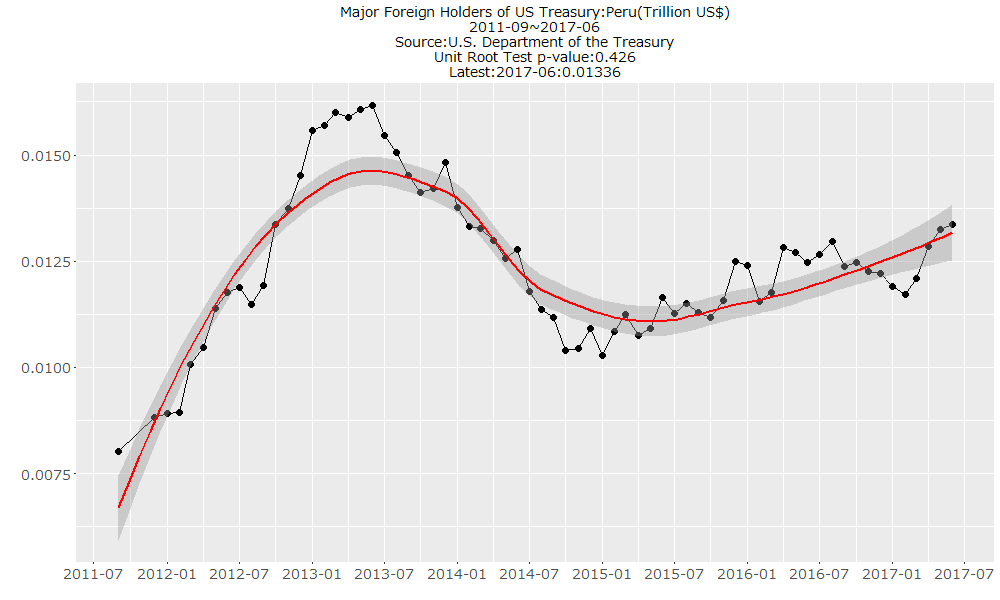 Major Foreign Holders of US Treasury:Peru(Trillion US$)
2011-09~2017-06
Source:U.S. Department of the Treasury
Unit Root Test p-value:0.426
Latest:2017-06:0.01336
0.0150
0.0125
0.0100
0.0075
2011-07 2012-01 2012-07 2013-01 2013-07 2014-01 2014-07 2015-01 2015-07 2016-01 2016-07 2017-01 2017-07